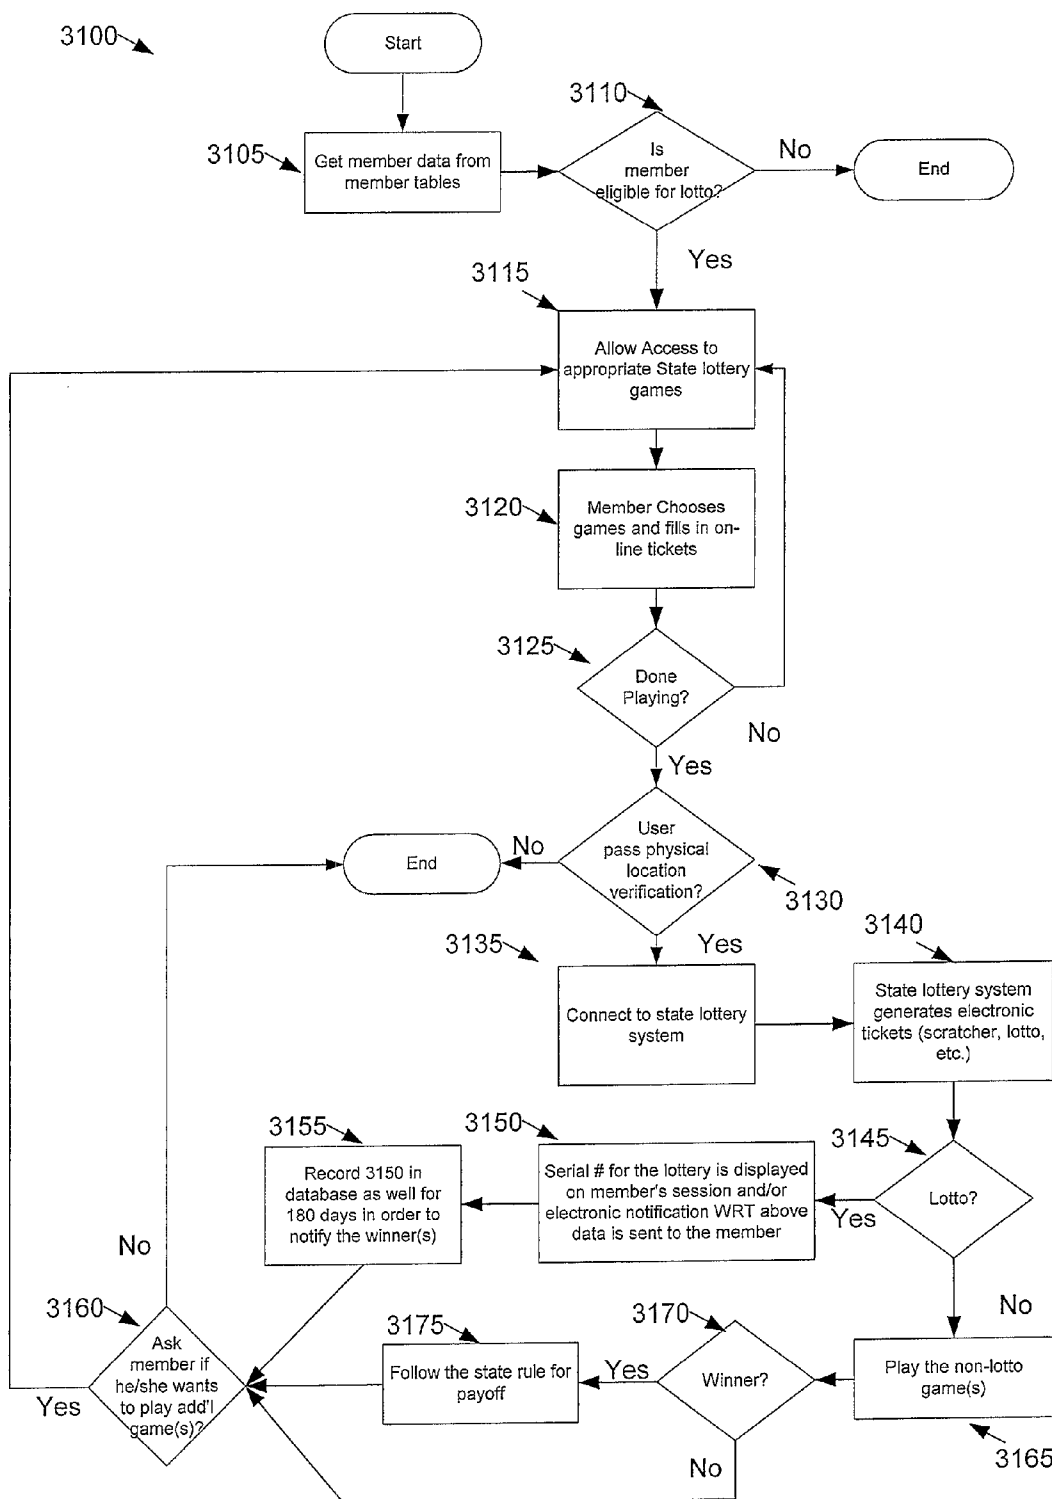 3100
Start
3110
3105
Get member data from
member tables
Is
member
eligible for lotto?
No
End
Yes
3115
Allow Access to
appropriate State lottery
games
3120
Member Chooses
games and fills in on-
line tickets
3125
Done
Playing?
No
Yes
User
pass physical
location
verification?
No
End
3130
3135
Yes
3140
Connect to state lottery
system
State lottery system
generates electronic
tickets (scratcher, lotto,
etc.)
3155
3150
3145
Record 3150 in
database as well for
180 days in order to
notify the winner(s)
Serial # for the lottery is displayed
on member's session and/or
electronic notification WRT above
data is sent to the member
Lotto?
Yes
No
No
3160
3175
3170
Ask
member if
he/she wants
to play add'l
game(s)?
Yes
Follow the state rule for
payoff
Yes
Winner?
Play the non-lotto
game(s)
3165
No